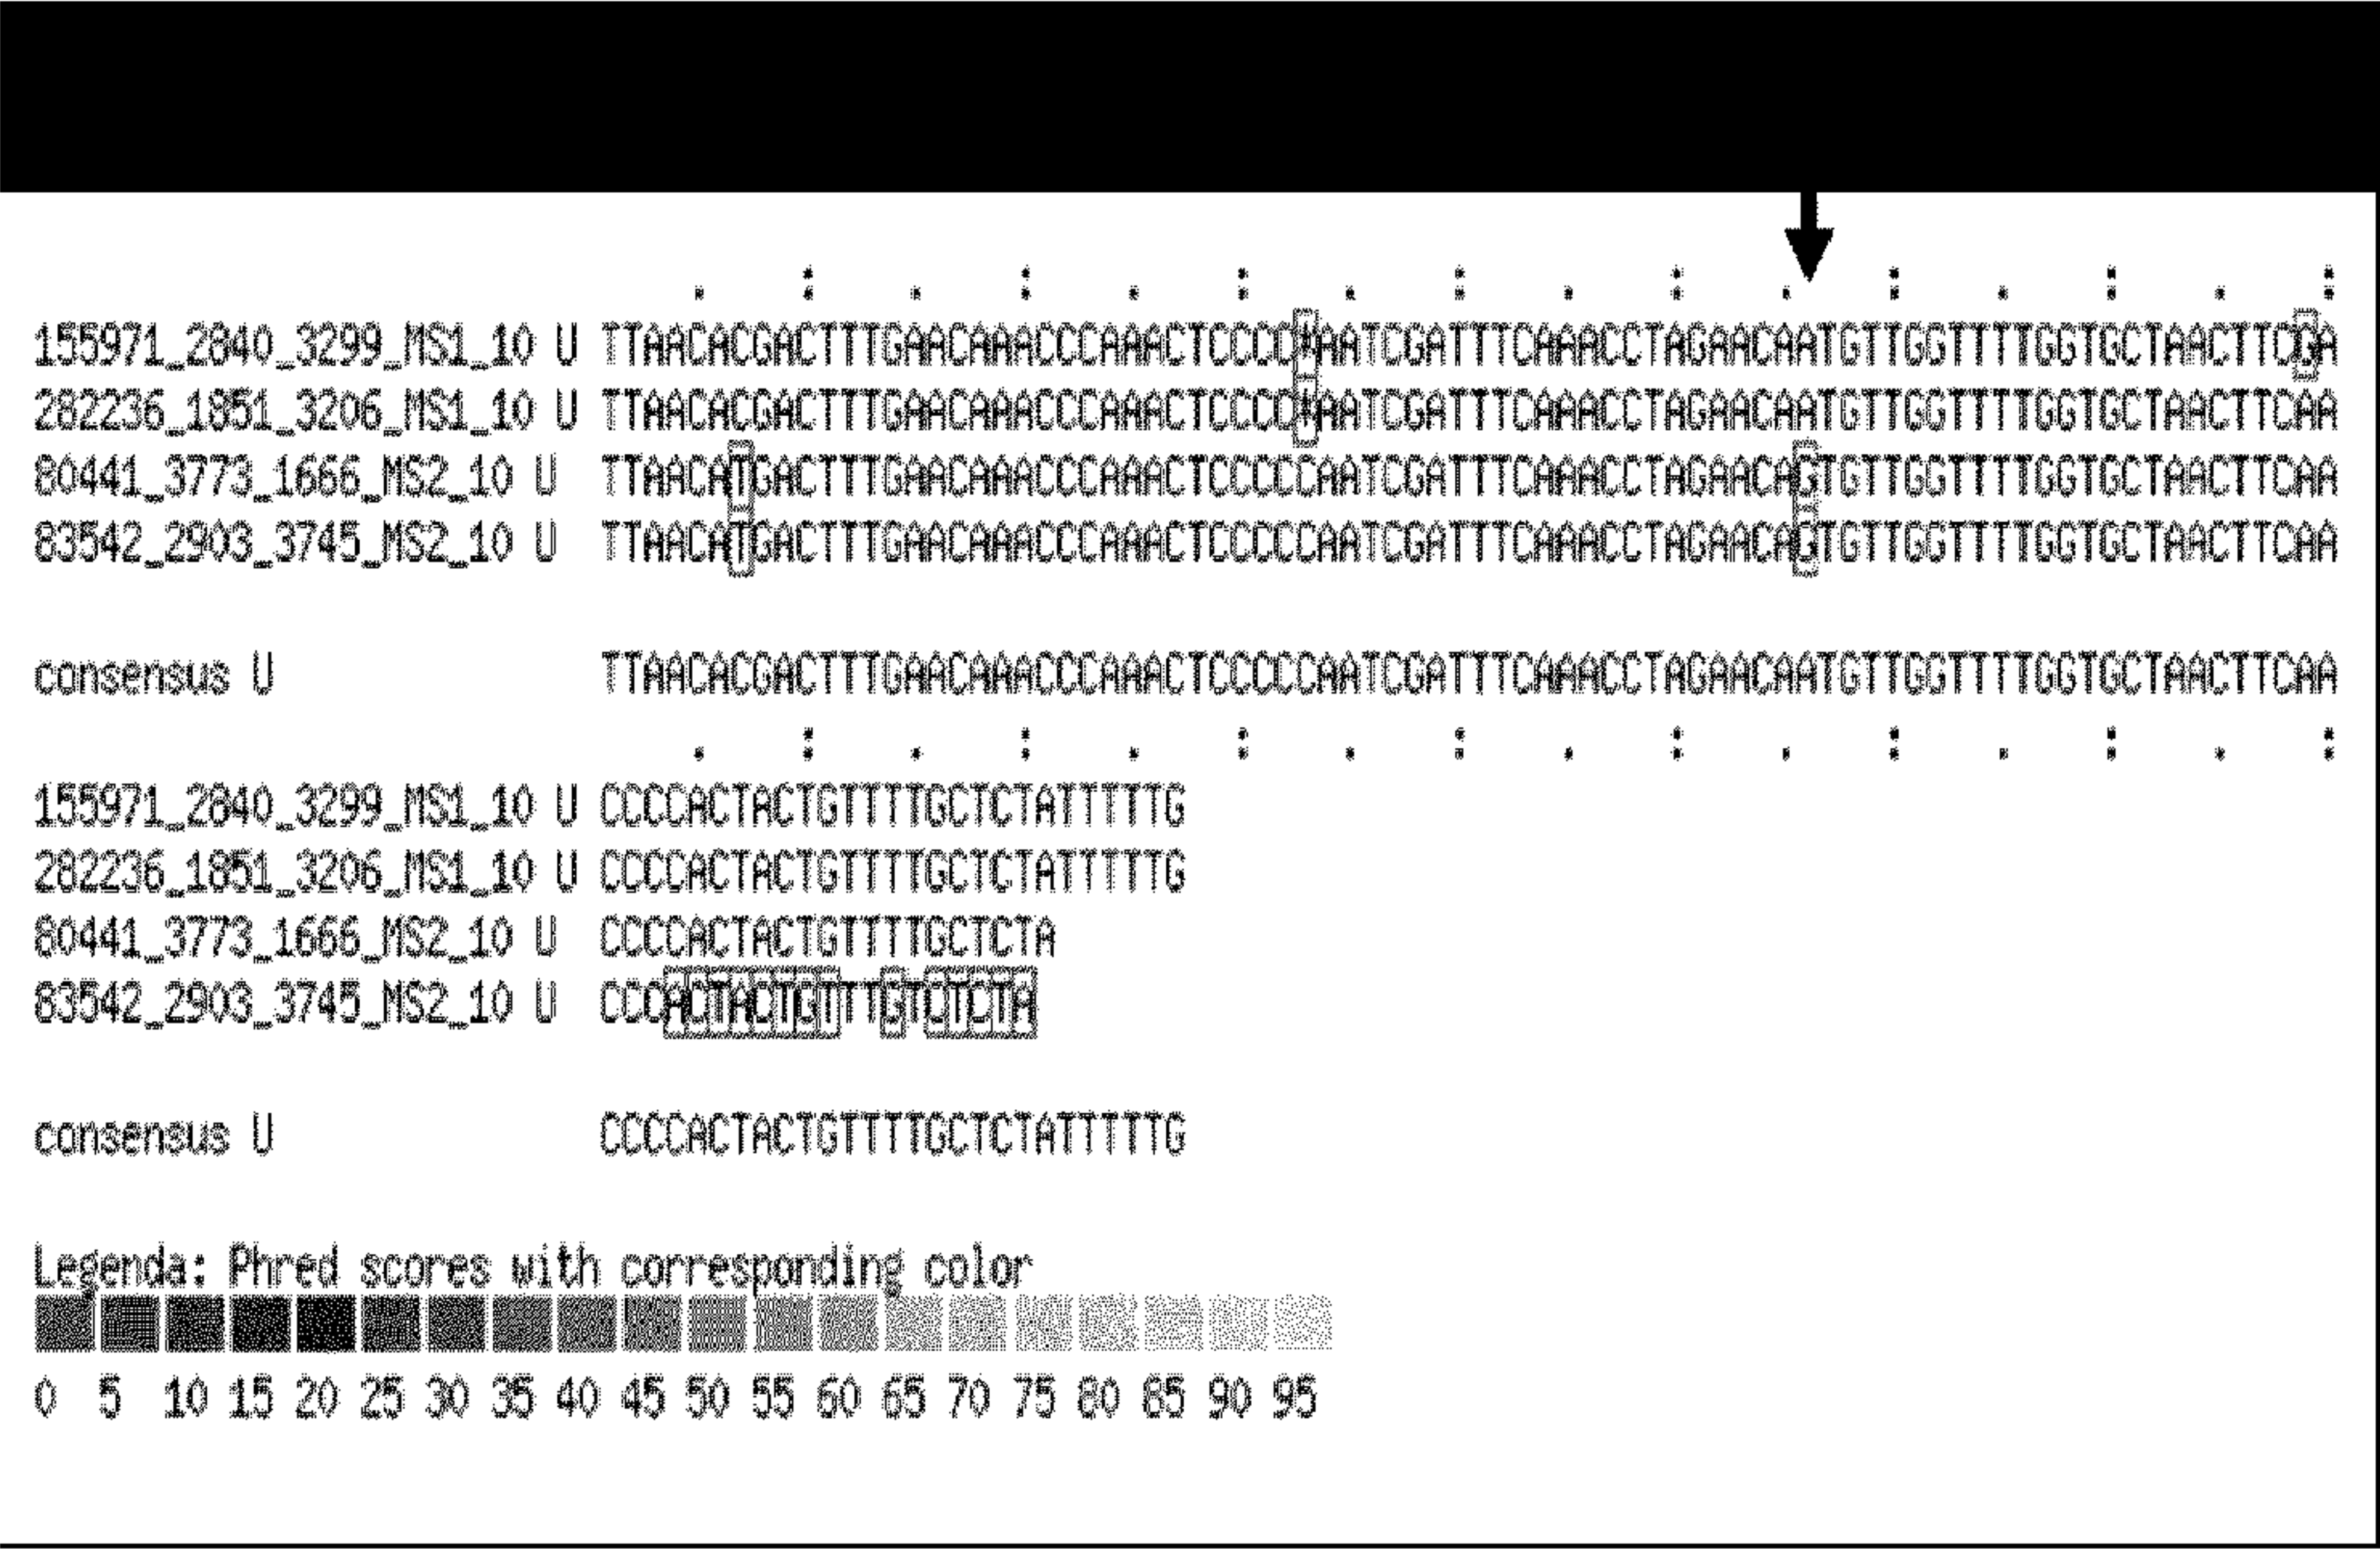 155971_2840_3299_MS1_10 U TTAACACGACTTTGAACAAACCCAAACTCCCCAAATCGATTTCAAACCTAGAACAATGTTGGTTTTGGTGCTAACTTCGA
282236_1851_3206_MS1_10 U TTAACACGACTTTGAACAAACCCAAACTCCCCAAATCGATTTCAAACCTAGAACAATGTTGGTTTTGGTGCTAACTTCAA
80441_3773_1666_MS2_10 U TTAACATGACTTTGAACAAACCCAAACTCCCCCAATCGATTTCAAACCTAGAACAGTGTTGGTTTTGGTGCTAACTTCAA
83542_2903_3745_MS2_10 U TTAACATGACTTTGAACAAACCCAAACTCCCCCAATCGATTTCAAACCTAGAACAGTGTTGGTTTTGGTGCTAACTTCAA
consensus U TTAACACGACTTTGAACAAACCCAAACTCCCCCAATCGATTTCAAACCTAGAACAATGTTGGTTTTGGTGCTAACTTCAA
155971_2840_3299_MS1_10 U CCCCACTACTGTTTTGCTCTATTTTTG
282236_1851_3206_MS1_10 U CCCCACTACTGTTTTGCTCTATTTTTG
80441_3773_1666_MS2_10 U CCCCACTACTGTTTTGCTCTA
83542_2903_3745_MS2_10 U CCCACTACTGTTTGTCTCTA
consensus U CCCCACTACTGTTTTGCTCTATTTTTG
Legenda: Phred scores with corresponding color
0 5 10 15 20 25 30 35 40 45 50 55 60 65 70 75 80 85 90 95